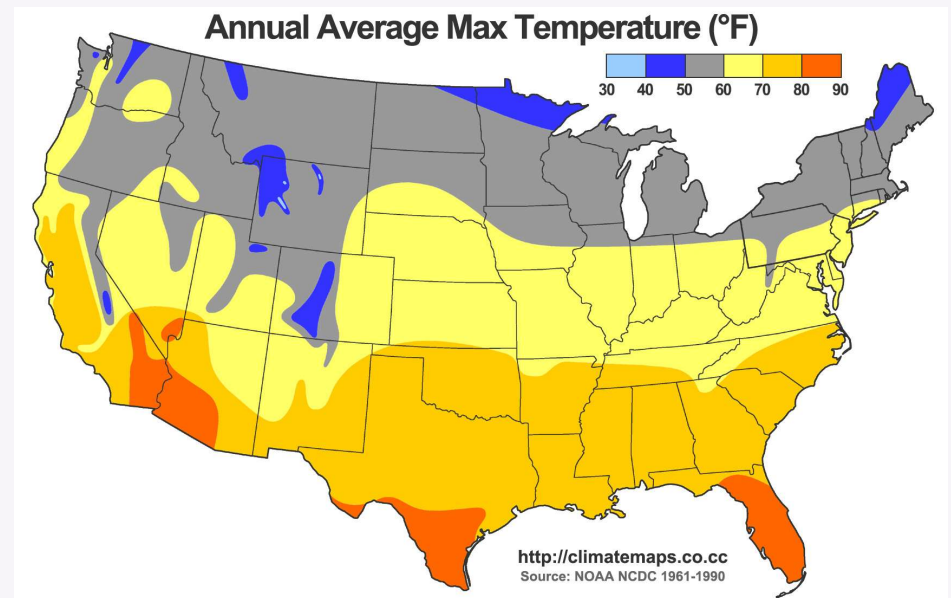 Annual Average Max Temperature (°F)
30 40 50 60 70 80 90
http://climatemaps.co.cc
Source: NOAA NCDC 1961-1990